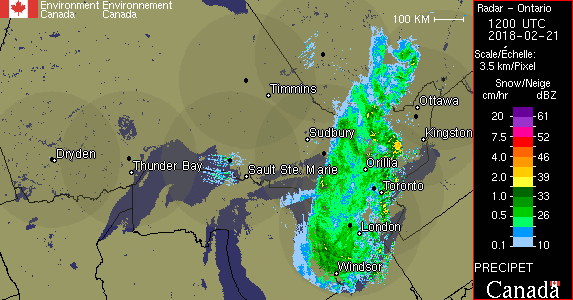 Environment Environnement
Canada Canada
100 KM
Timmins
Ottawa
Sudbury
Kingston
Dryden
Thunder Bay
Sault Ste. Marie
Orillia
Toronto
London
Windsor
Radar - Ontario
1200 UTC
2018-02-21
Scale/Échelle:
3.5 km/Pixel
Snow/Neige
cm/hr dBZ
20 61
7.5 52
4.0 46
2.0 39
1.0 33
0.5 26
0.1 10
PRECIPET
Canada